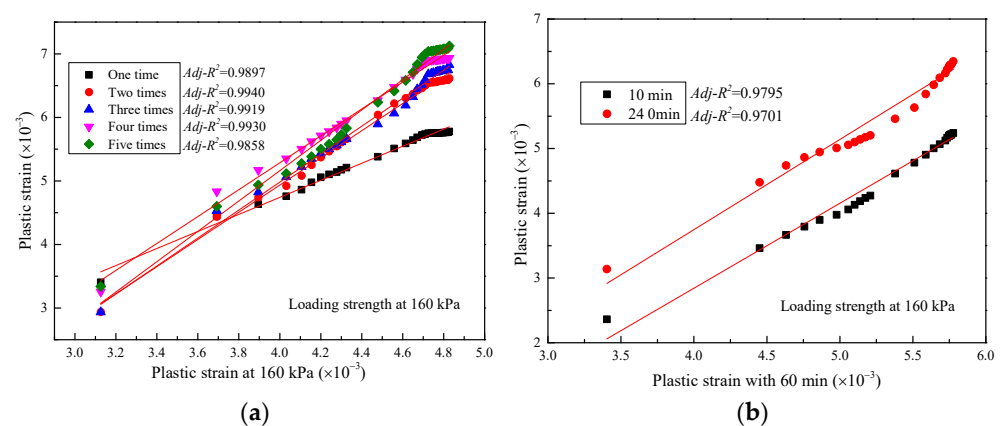 (a)
One time Adj-R²=0.9897
Two times Adj-R²=0.9940
Three times Adj-R²=0.9919
Four times Adj-R²=0.9930
Five times Adj-R²=0.9858
Loading strength at 160 kPa
Plastic strain (×10⁻³)
7
6
5
4
3
3.0 3.2 3.4 3.6 3.8 4.0 4.2 4.4 4.6 4.8 5.0
Plastic strain at 160 kPa (×10⁻³)
(a)
(b)
10 min Adj-R²=0.9795
24 0min Adj-R²=0.9701
Loading strength at 160 kPa
Plastic strain (×10⁻³)
7
6
5
4
3
2
3.0 3.5 4.0 4.5 5.0 5.5 6.0
Plastic strain with 60 min (×10⁻³)
(b)